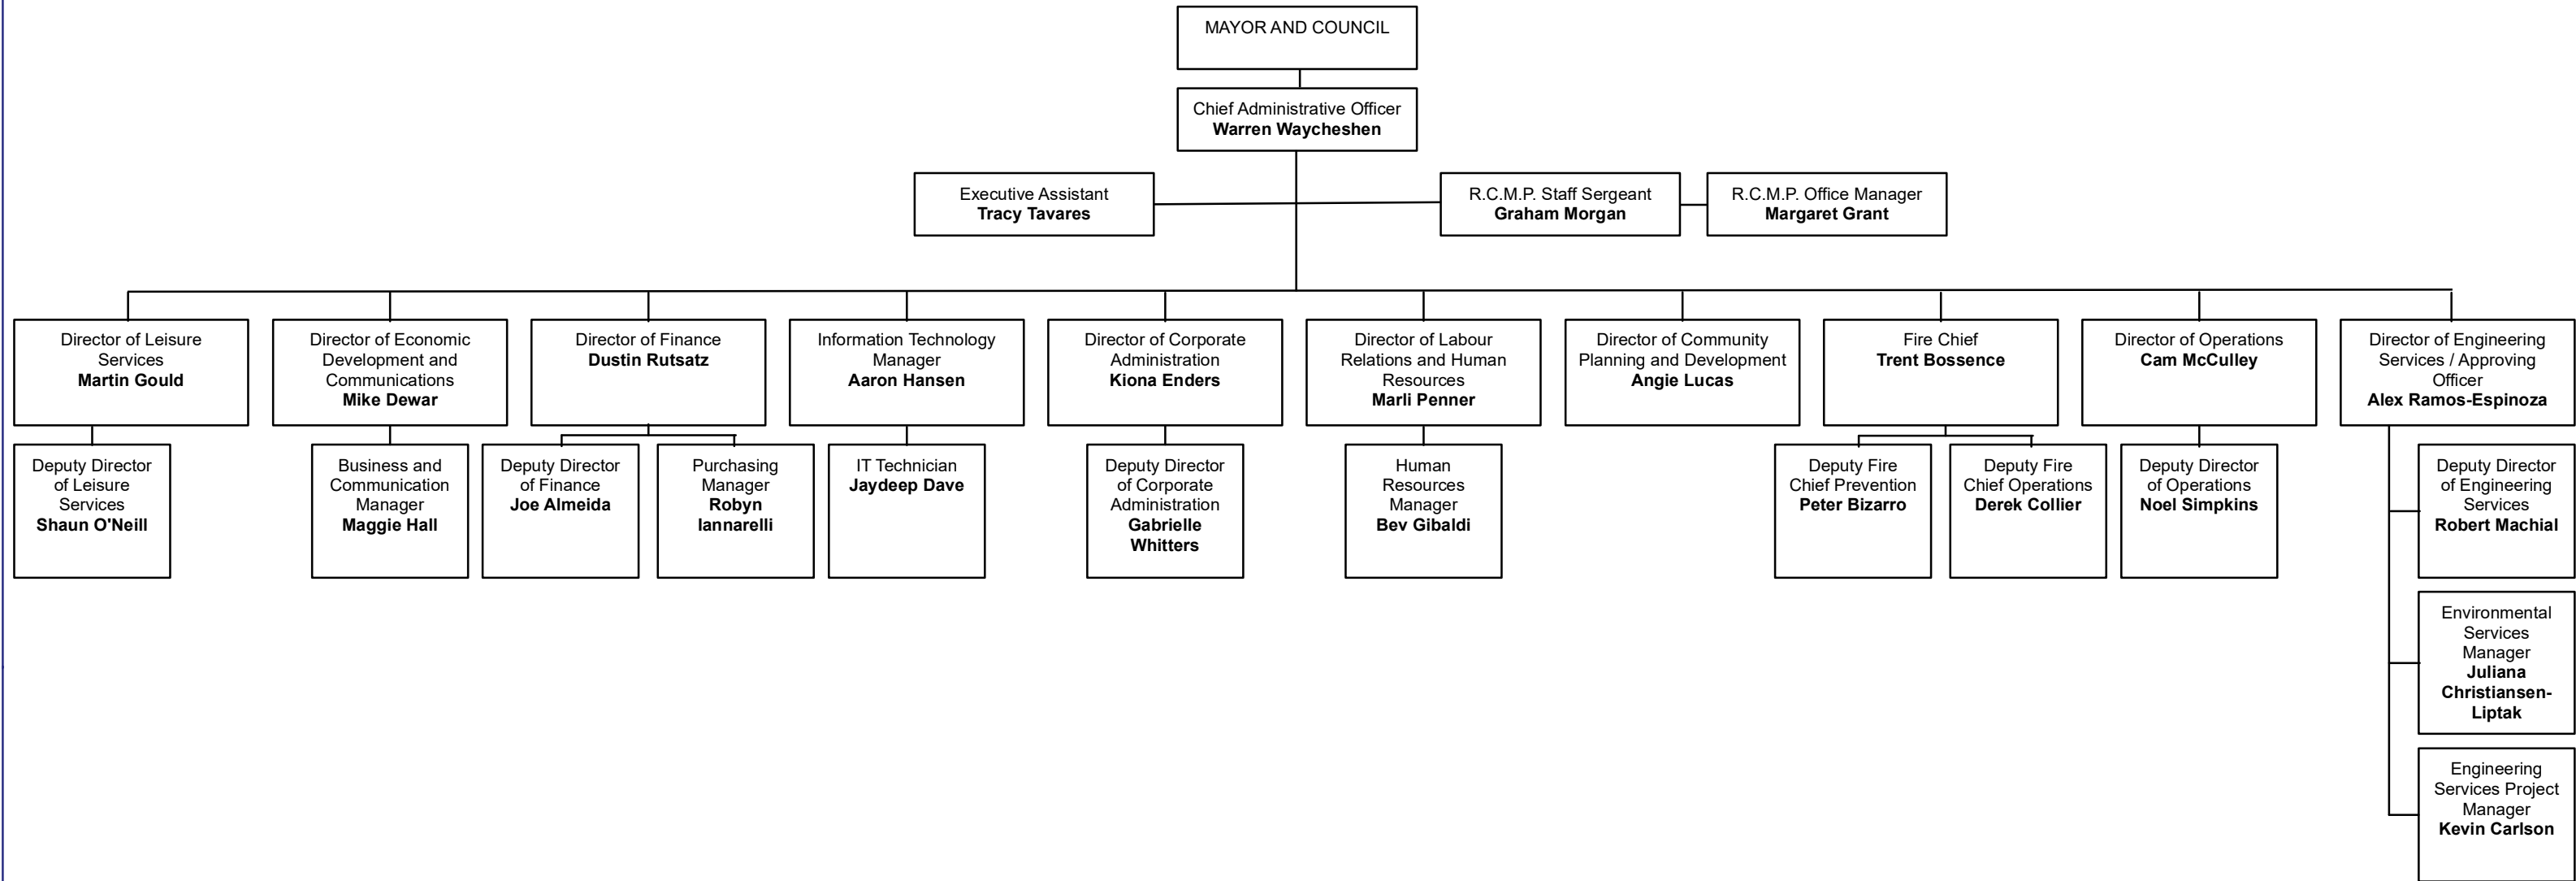 MAYOR AND COUNCIL
Chief Administrative Officer
Warren Waycheshen
Executive Assistant
Tracy Tavares
R.C.M.P. Staff Sergeant
Graham Morgan
R.C.M.P. Office Manager
Margaret Grant
Director of Leisure
Services
Martin Gould
Director of Economic
Development and
Communications
Mike Dewar
Director of Finance
Dustin Rutsatz
Information Technology
Manager
Aaron Hansen
Director of Corporate
Administration
Kiona Enders
Director of Labour
Relations and Human
Resources
Marli Penner
Director of Community
Planning and Development
Angie Lucas
Fire Chief
Trent Bossence
Director of Operations
Cam McCulley
Director of Engineering
Services / Approving
Officer
Alex Ramos-Espinoza
Deputy Director
of Leisure
Services
Shaun O'Neill
Business and
Communication
Manager
Maggie Hall
Deputy Director
of Finance
Joe Almeida
Purchasing
Manager
Robyn
Iannarelli
IT Technician
Jaydeep Dave
Deputy Director
of Corporate
Administration
Gabrielle
Whitters
Human
Resources
Manager
Bev Gibaldi
Deputy Fire
Chief Prevention
Peter Bizarro
Deputy Fire
Chief Operations
Derek Collier
Deputy Director
of Operations
Noel Simpkins
Deputy Director
of Engineering
Services
Robert Machial
Environmental
Services
Manager
Juliana
Christiansen-
Liptak
Engineering
Services Project
Manager
Kevin Carlson